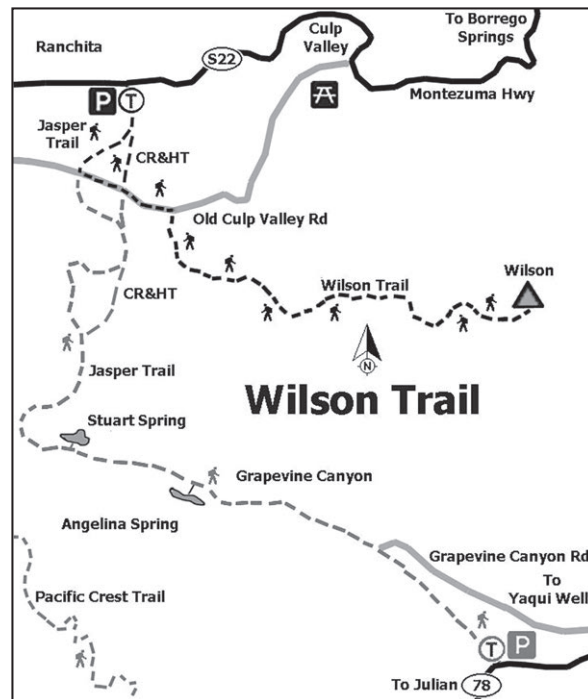 Ranchita
S22
Culp
Valley
To Borrego
Springs
Montezuma Hwy
P
T
Jasper
Trail
CR&HT
Old Culp Valley Rd
Wilson
Wilson Trail
CR&HT
N
Jasper Trail
Wilson Trail
Stuart Spring
Grapevine Canyon
Angelina Spring
Grapevine Canyon Rd
To
Yaqui Well
Pacific Crest Trail
T
P
To Julian
78